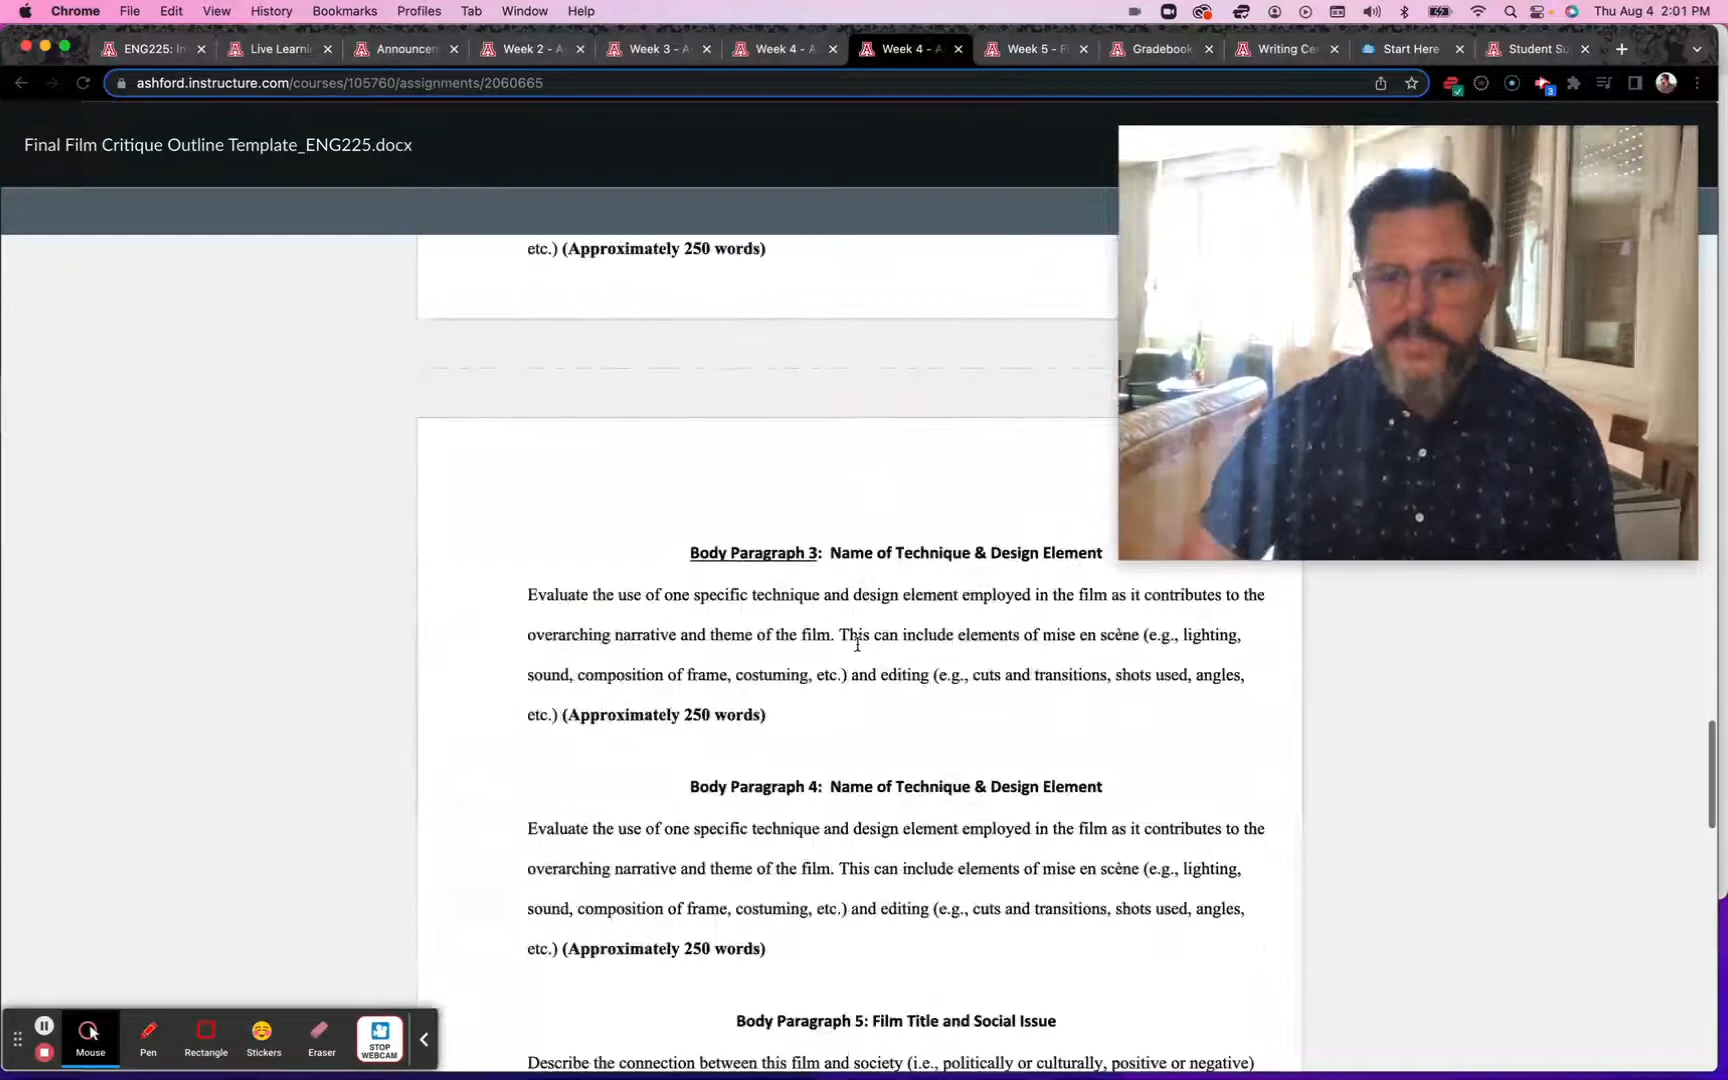 Chrome File Edit View History Bookmarks Profiles Tab Window Help Thu Aug 4 2:01 PM
ENG225: In Live Learni Announcem Week 2 - A Week 3 - A Week 4 - A Week 4 - A Week 5 - F Gradebook Writing Ce Start Here Student Su
ashford.instructure.com/courses/105760/assignments/2060665
3
Final Film Critique Outline Template_ENG225.docx
etc.) (Approximately 250 words)
Body Paragraph 3: Name of Technique & Design Element
Evaluate the use of one specific technique and design element employed in the film as it contributes to the
overarching narrative and theme of the film. This can include elements of mise en scène (e.g., lighting,
sound, composition of frame, costuming, etc.) and editing (e.g., cuts and transitions, shots used, angles,
etc.) (Approximately 250 words)
Body Paragraph 4: Name of Technique & Design Element
Evaluate the use of one specific technique and design element employed in the film as it contributes to the
overarching narrative and theme of the film. This can include elements of mise en scène (e.g., lighting,
sound, composition of frame, costuming, etc.) and editing (e.g., cuts and transitions, shots used, angles,
etc.) (Approximately 250 words)
Body Paragraph 5: Film Title and Social Issue
Describe the connection between this film and society (i.e., politically or culturally, positive or negative)
Mouse Pen Rectangle Stickers Eraser STOP WEBCAM